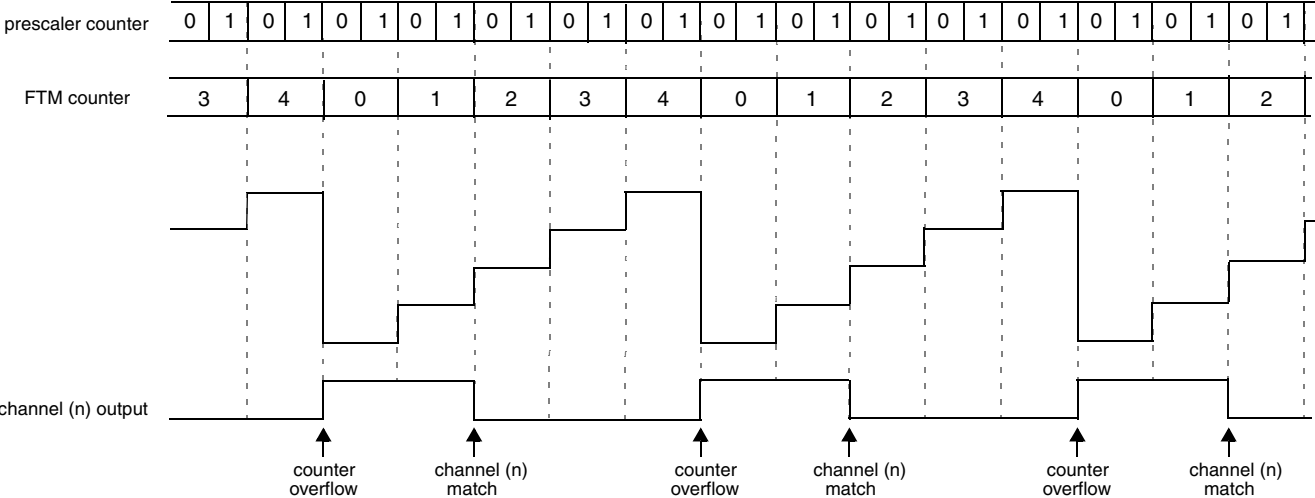 prescaler counter 0 1 0 1 0 1 0 1 0 1 0 1 0 1 0 1 0 1 0 1 0 1 0 1 0 1 0 1 0 1
FTM counter 3 4 0 1 2 3 4 0 1 2 3 4 0 1 2
channel (n) output
counter overflow
channel (n) match
counter overflow
channel (n) match
counter overflow
channel (n) match